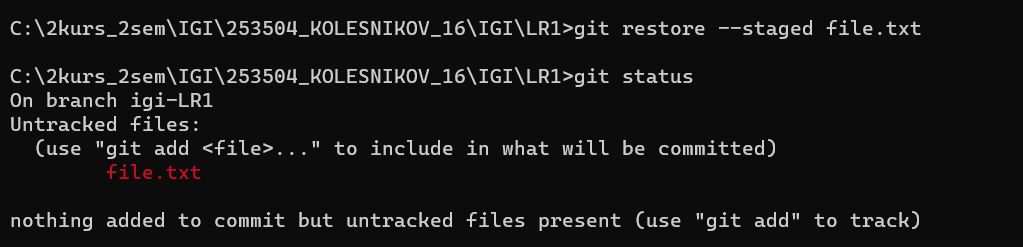 C:\2kurs_2sem\IGI\253504_KOLESNIKOV_16\IGI\LR1>git restore --staged file.txt
C:\2kurs_2sem\IGI\253504_KOLESNIKOV_16\IGI\LR1>git status
On branch igi-LR1
Untracked files:
  (use "git add <file>..." to include in what will be committed)
        file.txt
nothing added to commit but untracked files present (use "git add" to track)